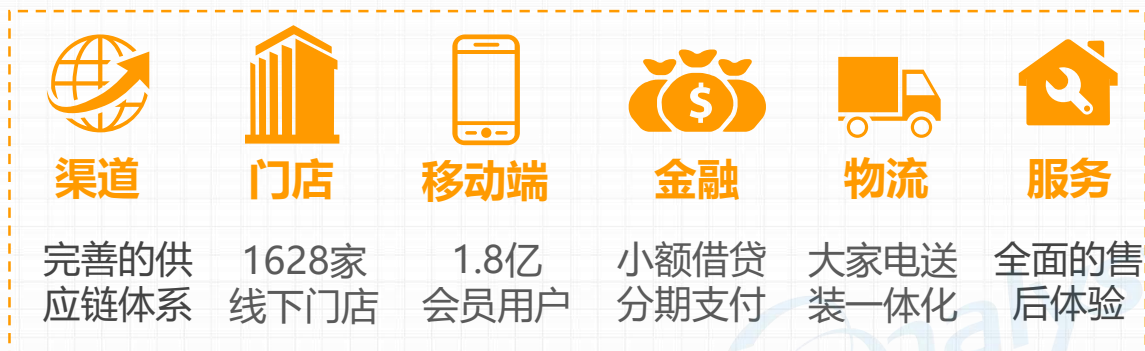 渠道
门店
移动端
金融
物流
服务
完善的供
应链体系
1628家
线下门店
1.8亿
会员用户
小额借贷
分期支付
大家电送
装一体化
全面的售
后体验